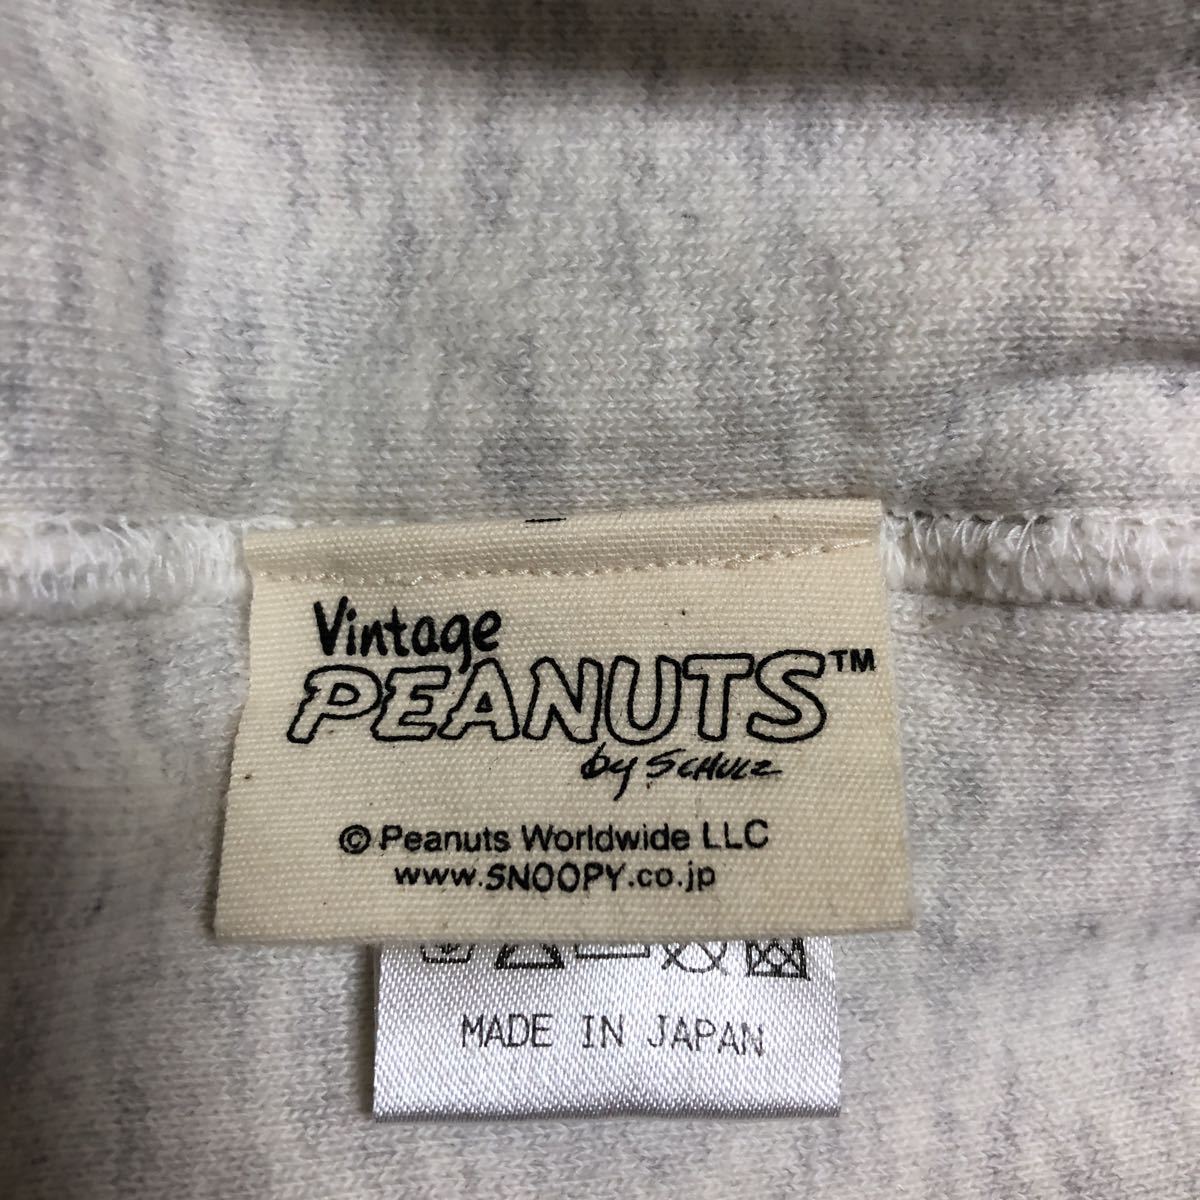 Vintage
PEANUTS™
by SCHULZ
© Peanuts Worldwide LLC
www.SNOOPY.co.jp
MADE IN JAPAN